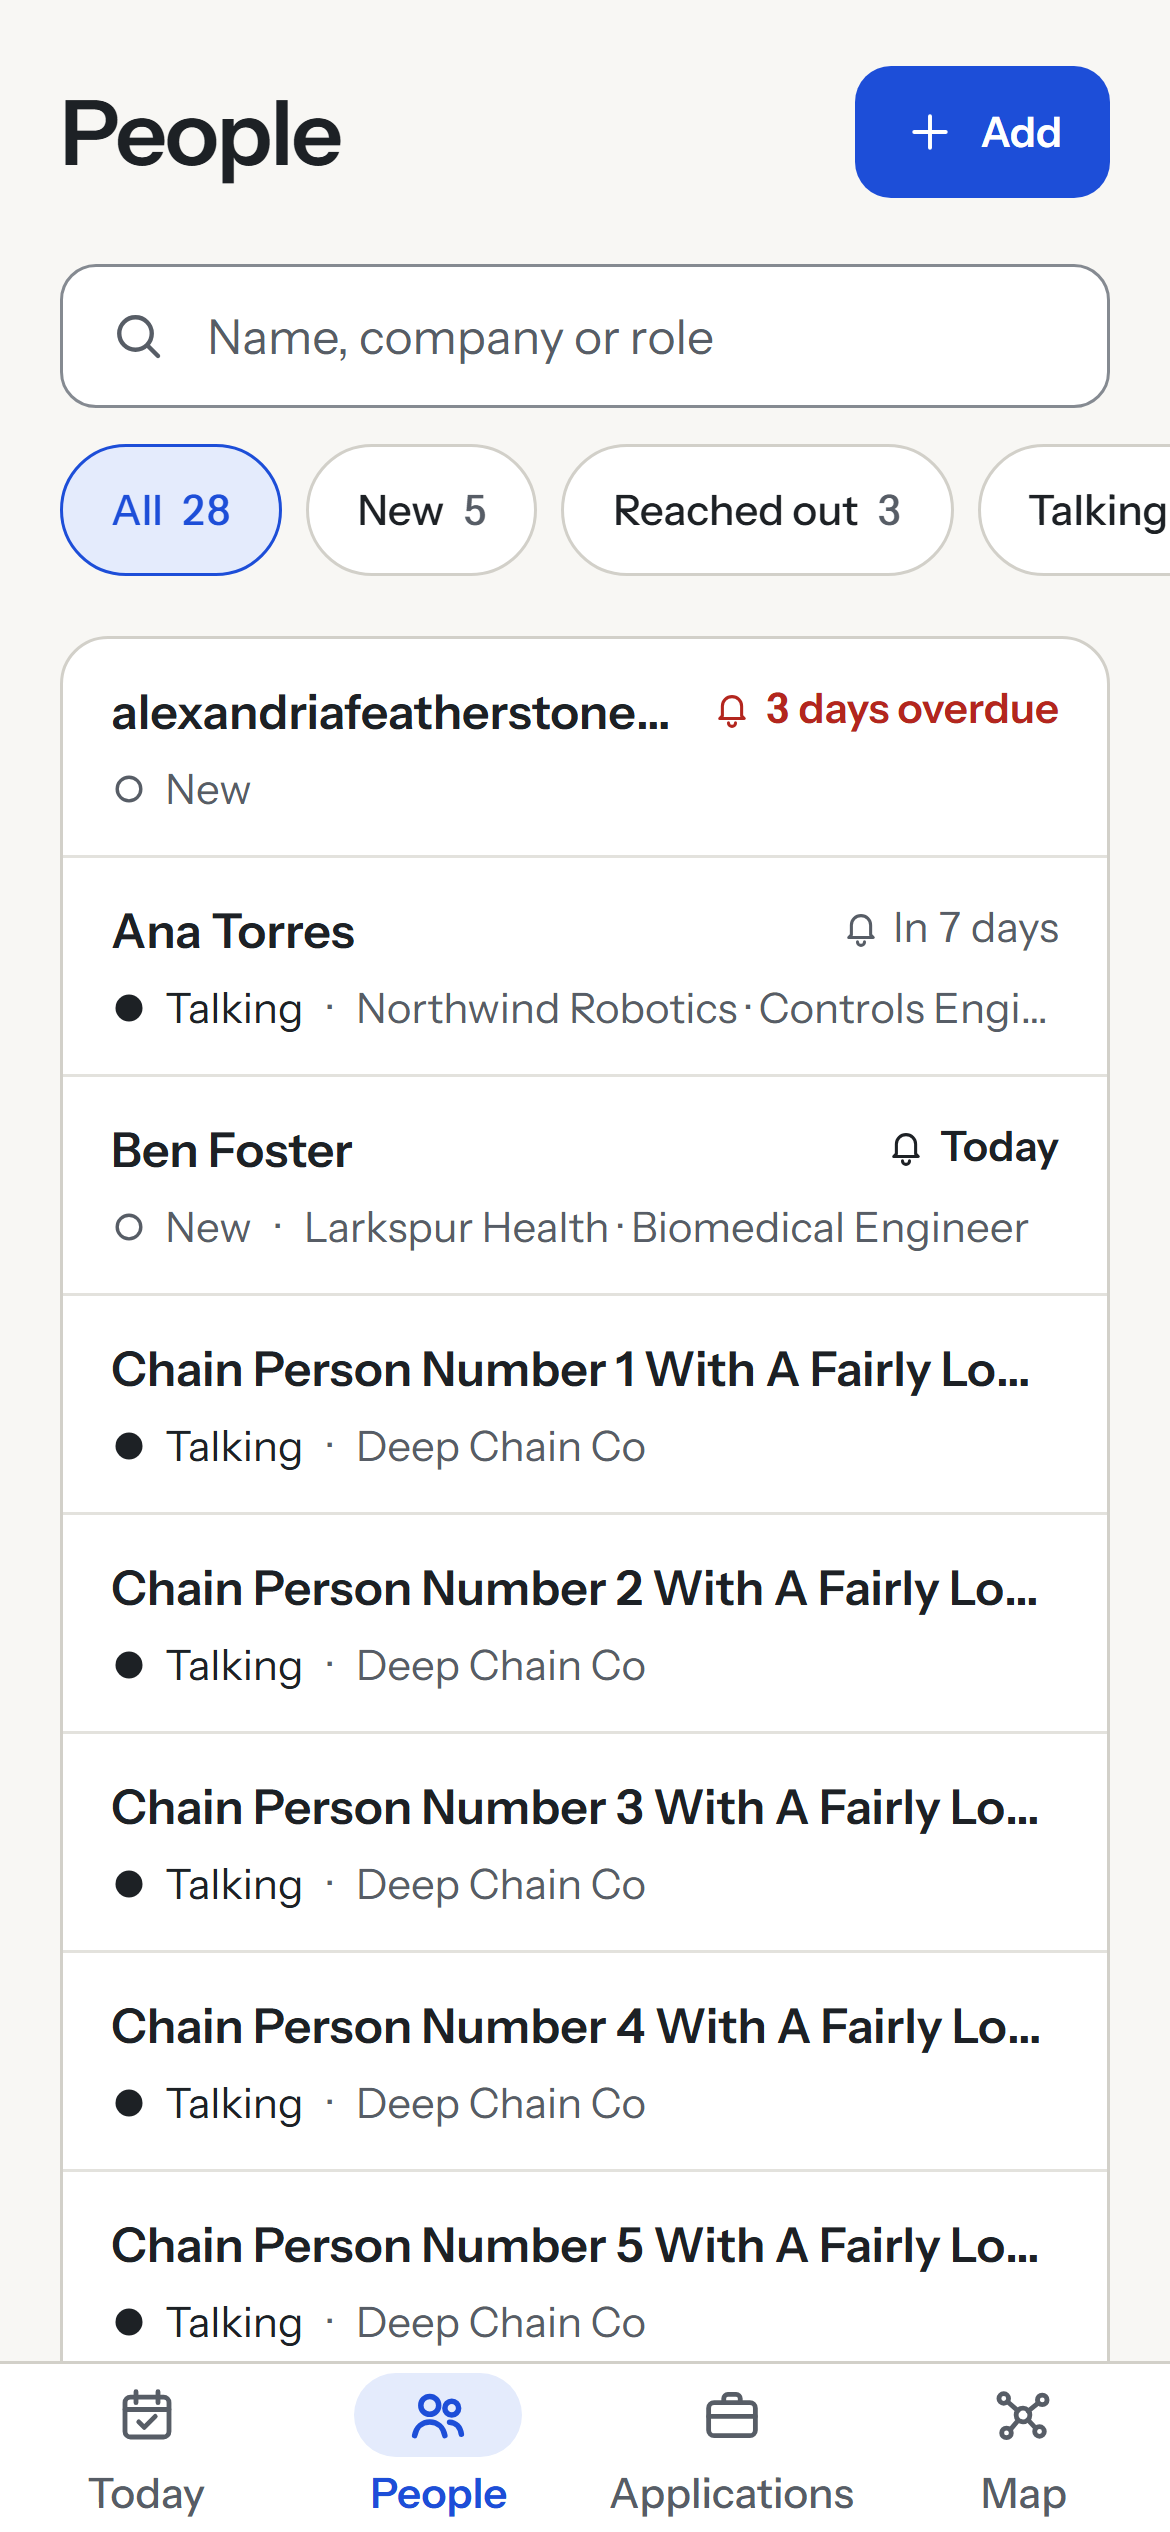 People
Add
Name, company or role
All 28 New 5 Reached out 3 Talking
alexandriafeatherstone... 3 days overdue
New
Ana Torres In 7 days
Talking · Northwind Robotics · Controls Engi...
Ben Foster Today
New · Larkspur Health · Biomedical Engineer
Chain Person Number 1 With A Fairly Lo...
Talking · Deep Chain Co
Chain Person Number 2 With A Fairly Lo...
Talking · Deep Chain Co
Chain Person Number 3 With A Fairly Lo...
Talking · Deep Chain Co
Chain Person Number 4 With A Fairly Lo...
Talking · Deep Chain Co
Chain Person Number 5 With A Fairly Lo...
Talking · Deep Chain Co
Today People Applications Map